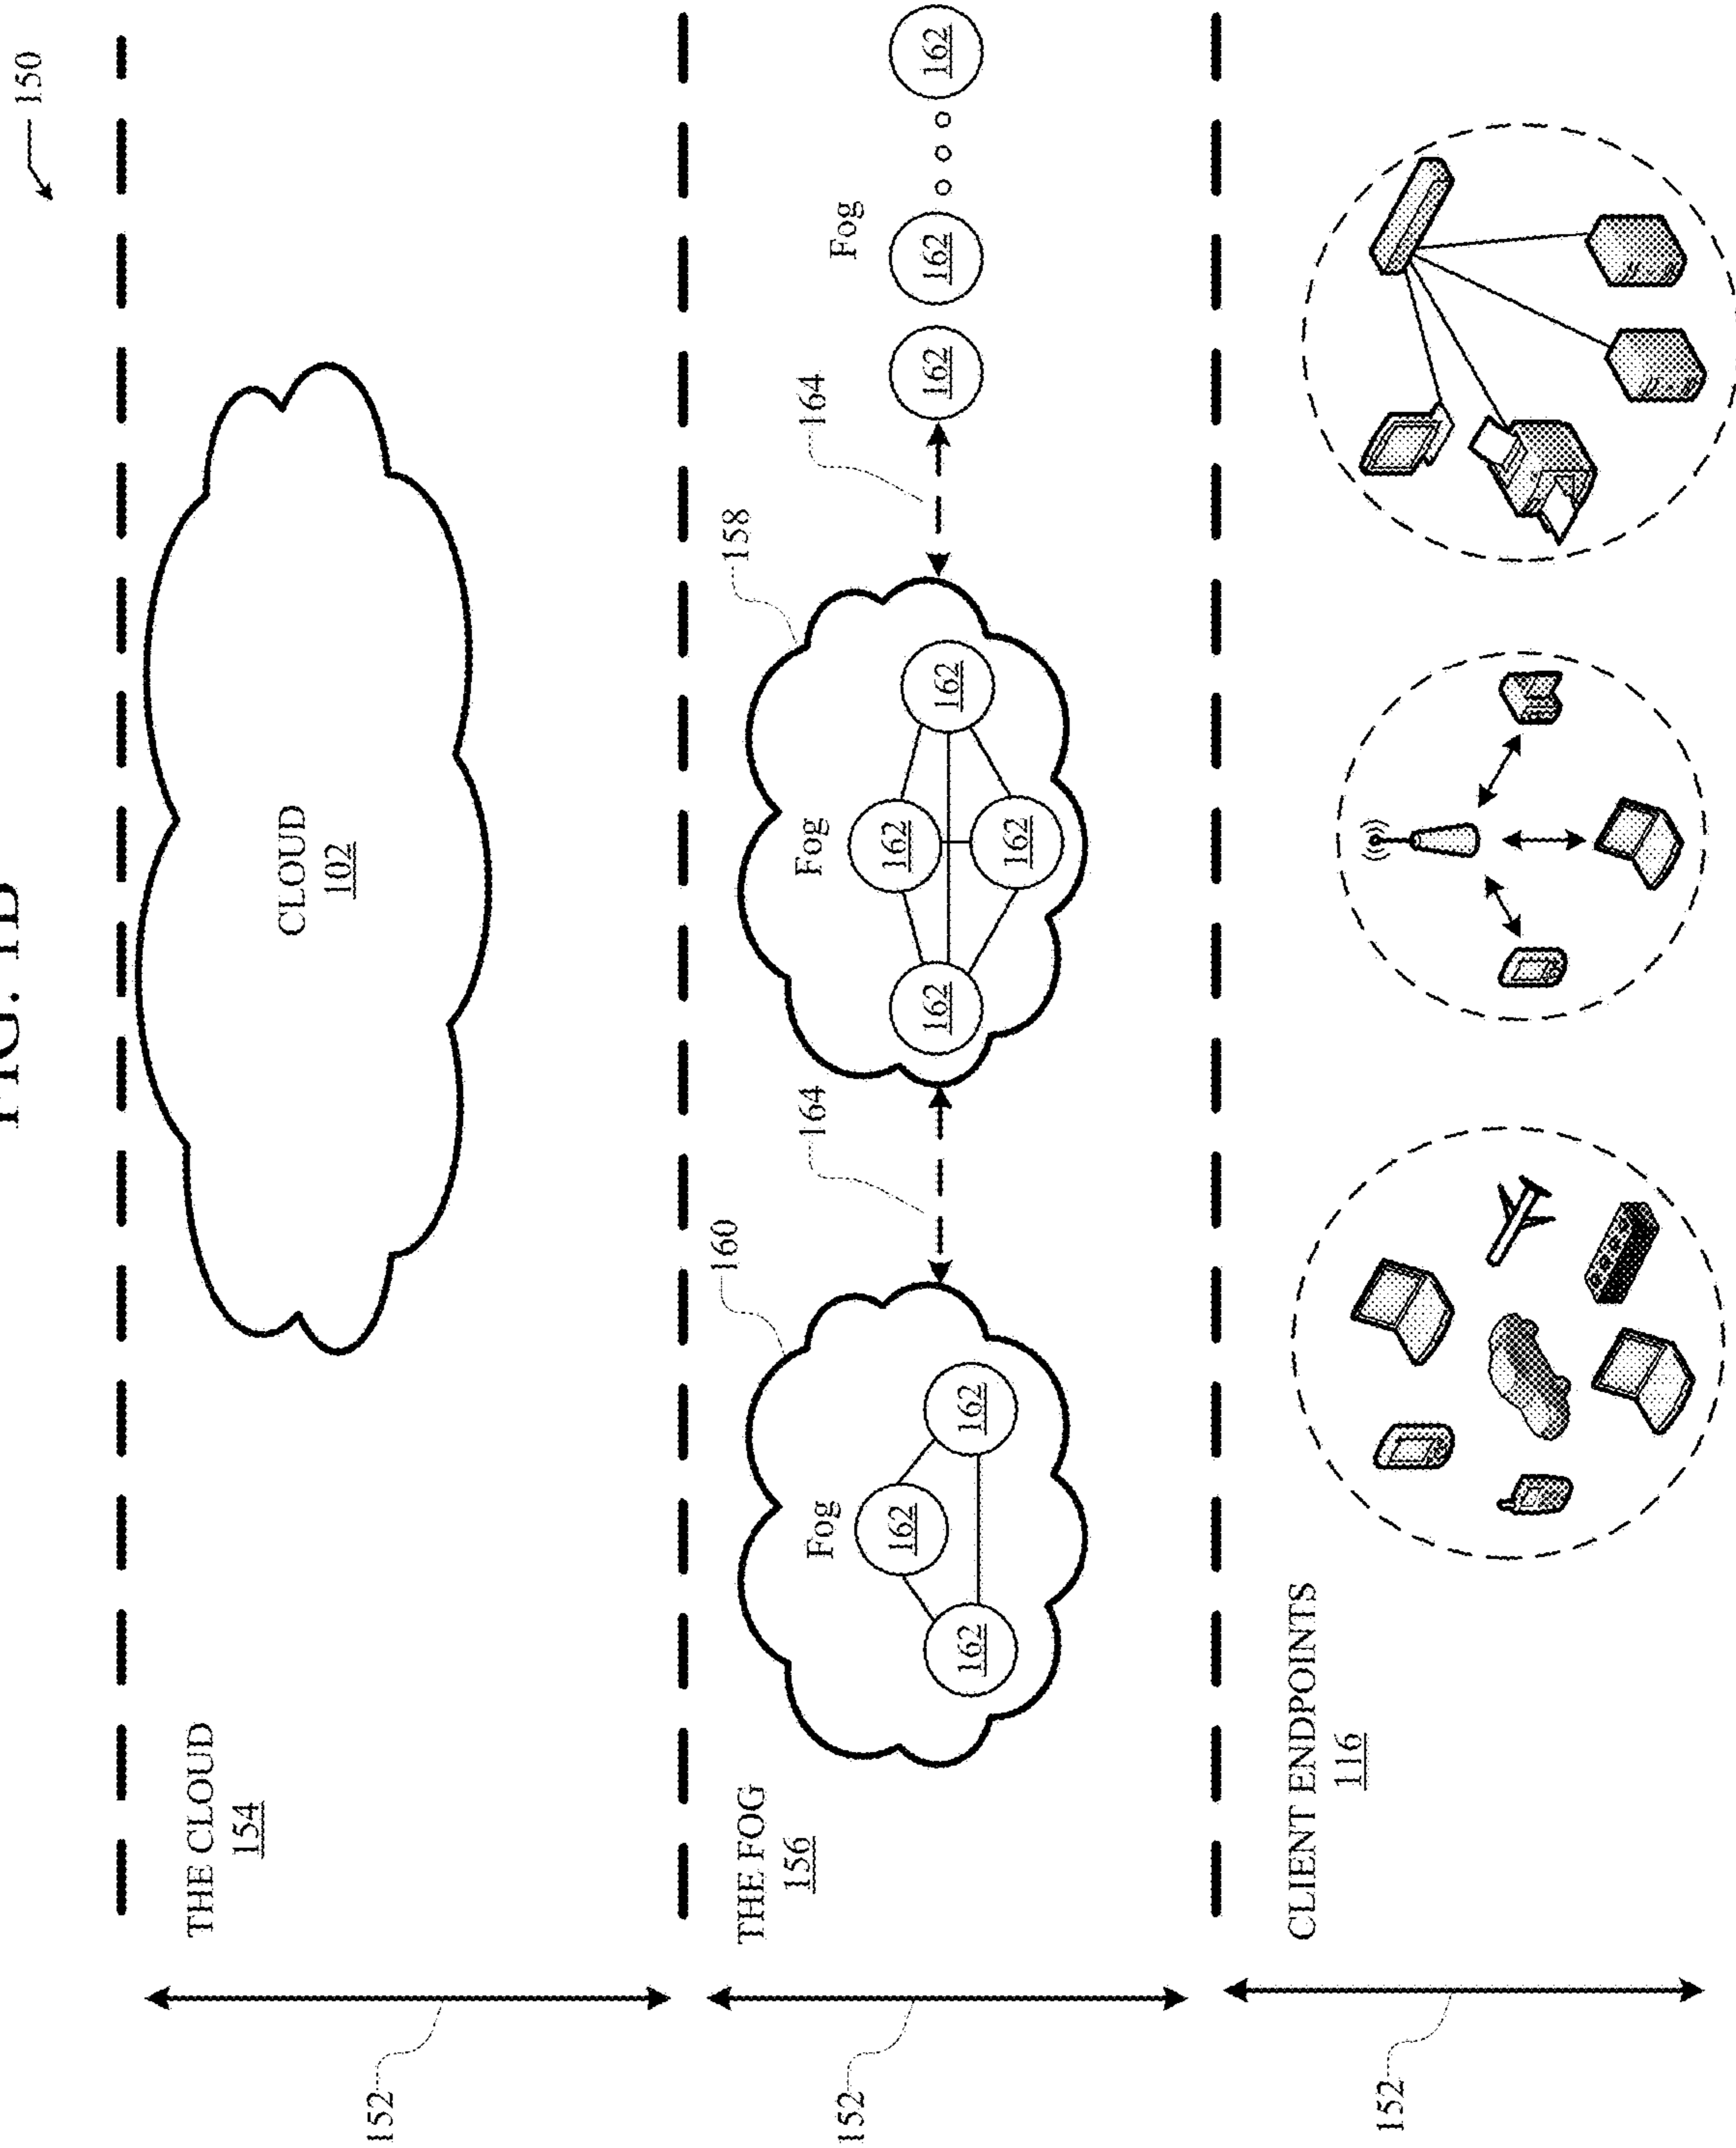 FIG. 1B
150
THE CLOUD
154
CLOUD
102
152
THE FOG
156
160
158
164
164
Fog
Fog
Fog
162
162
162
162
162
162
162
162
162
162
152
CLIENT ENDPOINTS
116
152